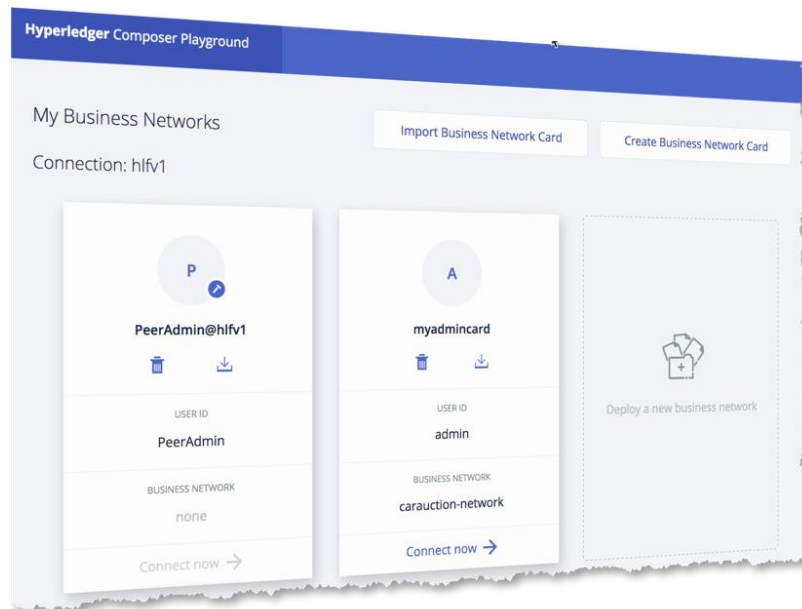 Hyperledger Composer Playground
My Business Networks
Import Business Network Card
Create Business Network Card
Connection: hlfv1
P
PeerAdmin@hlfv1
USER ID
PeerAdmin
BUSINESS NETWORK
none
Connect now →
A
myadmincard
USER ID
admin
BUSINESS NETWORK
carauction-network
Connect now →
Deploy a new business network